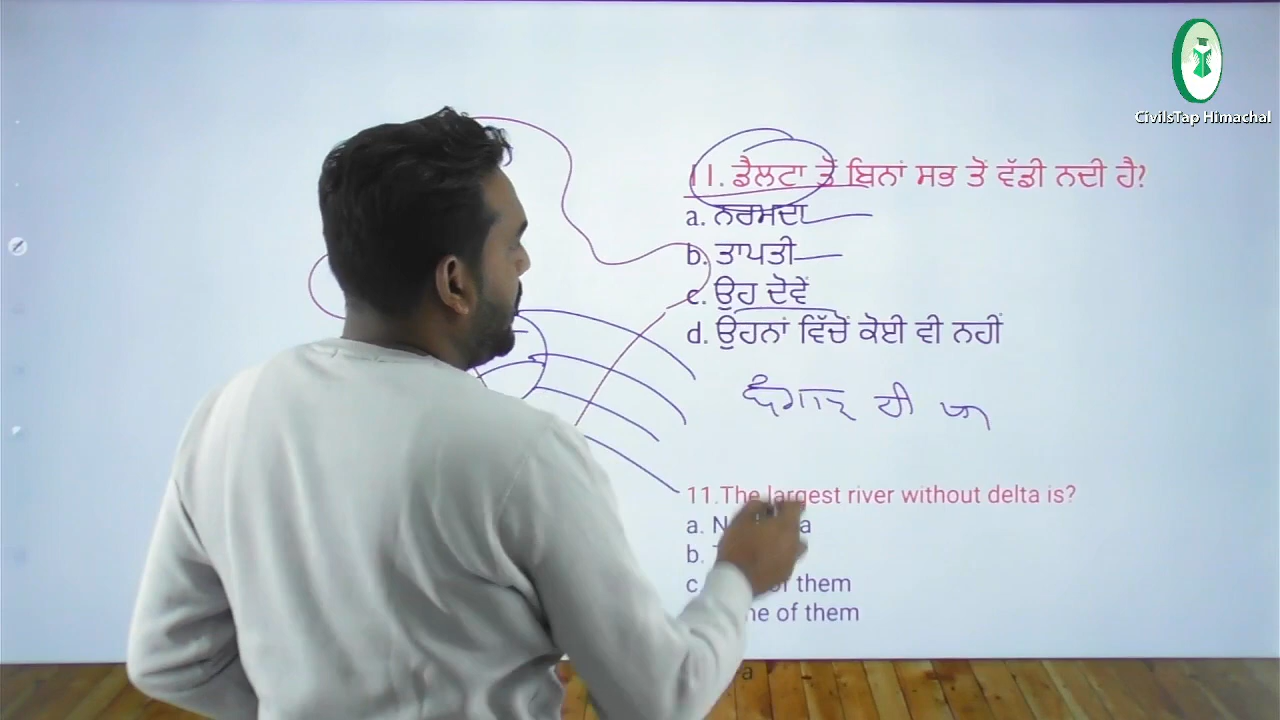 CivilsTap Himachal
11. ਡੈਲਟਾ ਤੋਂ ਬਿਨਾਂ ਸਭ ਤੋਂ ਵੱਡੀ ਨਦੀ ਹੈ?
a. ਨਰਮਦਾ
b. ਤਾਪਤੀ
c. ਉਹ ਦੋਵੇਂ
d. ਉਹਨਾਂ ਵਿੱਚੋਂ ਕੋਈ ਵੀ ਨਹੀਂ
11.The largest river without delta is?
a.
b.
c. of them
of them